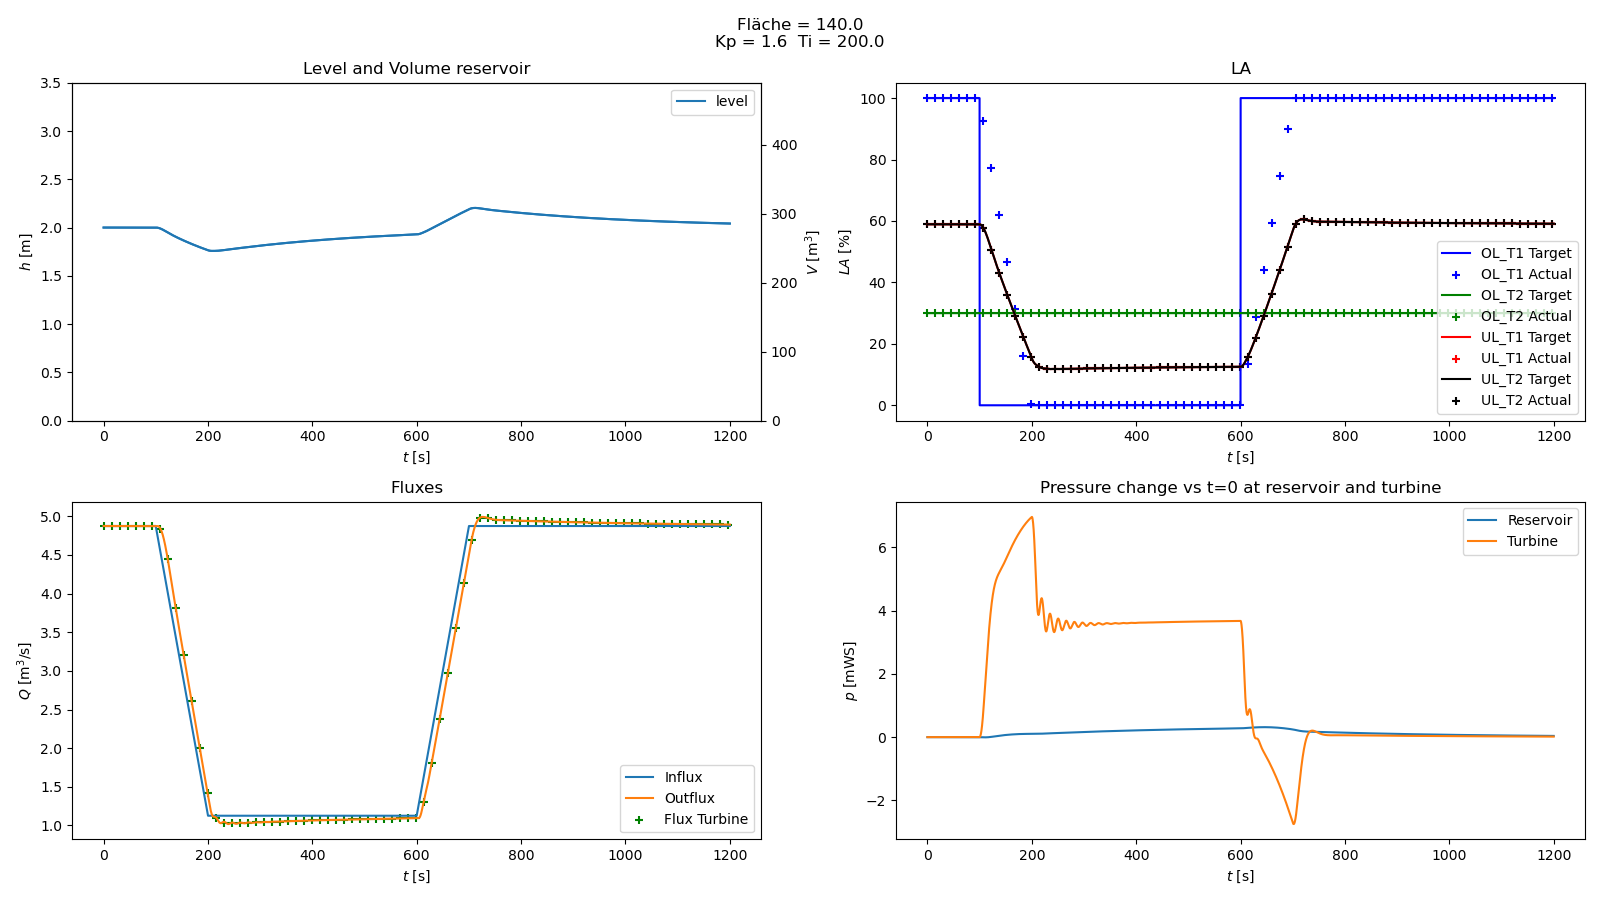 Fläche = 140.0
Kp = 1.6  Ti = 200.0
Level and Volume reservoir
3.5
3.0
2.5
2.0
1.5
1.0
0.5
0.0
h [m]
level
400
300
200
100
0
V [m³]
0 200 400 600 800 1000 1200
t [s]
LA
100
80
60
40
20
0
LA [%]
OL_T1 Target
OL_T1 Actual
OL_T2 Target
OL_T2 Actual
UL_T1 Target
UL_T1 Actual
UL_T2 Target
UL_T2 Actual
0 200 400 600 800 1000 1200
t [s]
Fluxes
5.0
4.5
4.0
3.5
3.0
2.5
2.0
1.5
1.0
Q [m³/s]
Influx
Outflux
Flux Turbine
0 200 400 600 800 1000 1200
t [s]
Pressure change vs t=0 at reservoir and turbine
6
4
2
0
−2
p [mWS]
Reservoir
Turbine
0 200 400 600 800 1000 1200
t [s]